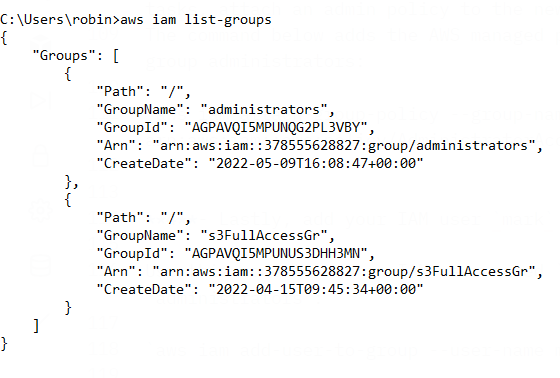 C:\Users\robin>aws iam list-groups
{
    "Groups": [
        {
            "Path": "/",
            "GroupName": "administrators",
            "GroupId": "AGPAVQI5MPUNQG2PL3VBY",
            "Arn": "arn:aws:iam::378555628827:group/administrators",
            "CreateDate": "2022-05-09T16:08:47+00:00"
        },
        {
            "Path": "/",
            "GroupName": "s3FullAccessGr",
            "GroupId": "AGPAVQI5MPUNUS3DHH3MN",
            "Arn": "arn:aws:iam::378555628827:group/s3FullAccessGr",
            "CreateDate": "2022-04-15T09:45:34+00:00"
        }
    ]
}